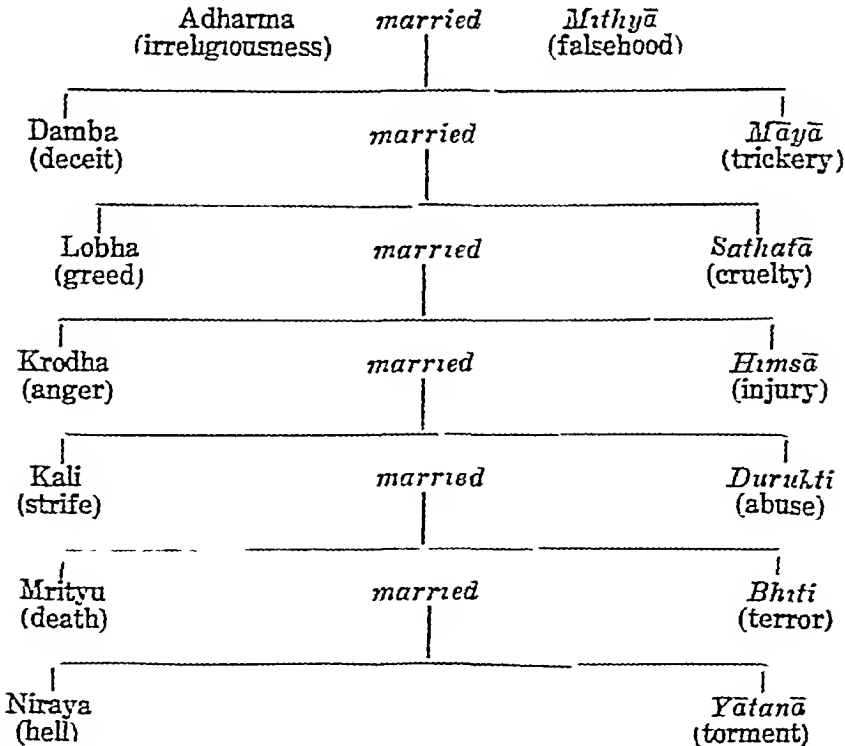 Adharma married Mithyā
(irreligiousness) (falsehood)
Damba married Māyā
(deceit) (trickery)
Lobha married Sathatā
(greed) (cruelty)
Krodha married Himsā
(anger) (injury)
Kali married Durukti
(strife) (abuse)
Mrityu married Bhiti
(death) (terror)
Niraya Yātanā
(hell) (torment)